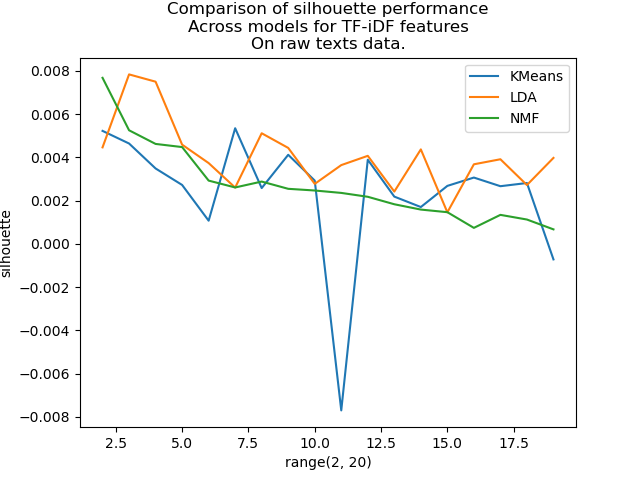 Comparison of silhouette performance
Across models for TF-iDF features
On raw texts data.
KMeans
LDA
NMF
0.008
0.006
0.004
0.002
0.000
−0.002
−0.004
−0.006
−0.008
silhouette
2.5 5.0 7.5 10.0 12.5 15.0 17.5
range(2, 20)